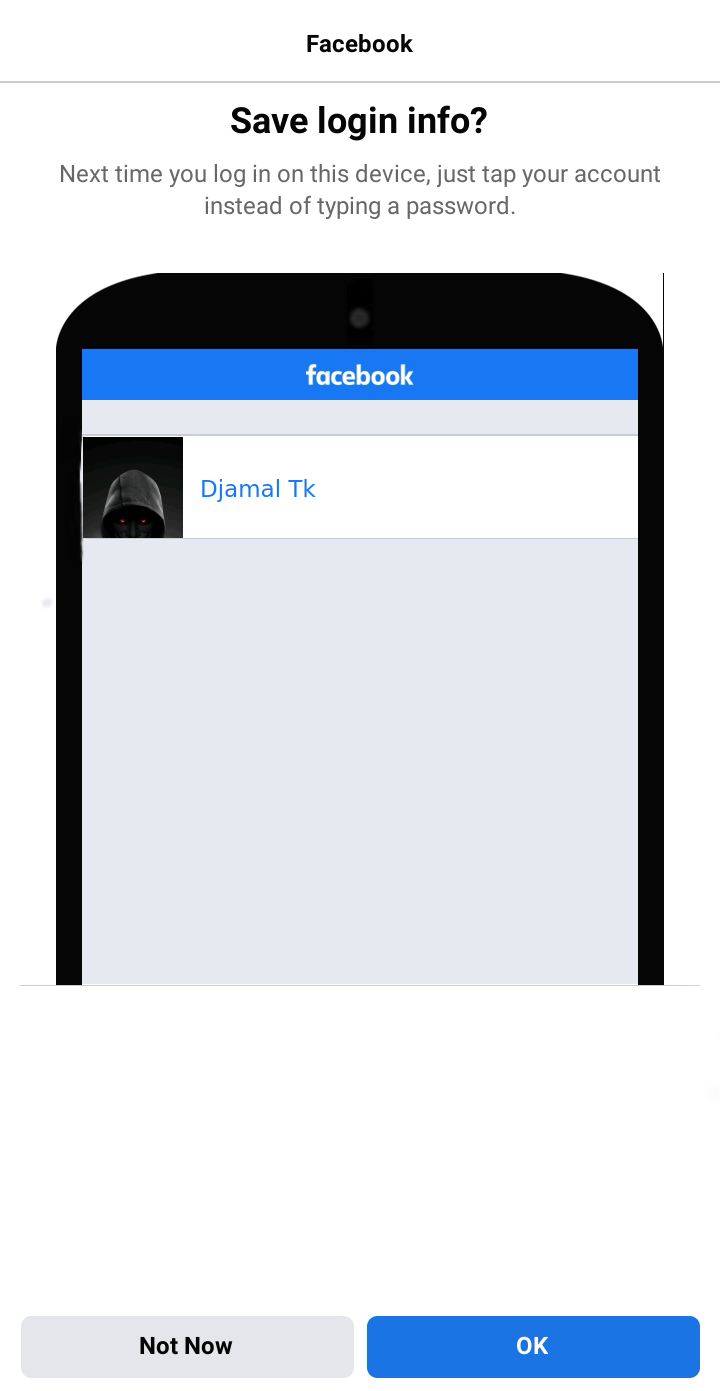 Facebook
Save login info?
Next time you log in on this device, just tap your account
instead of typing a password.
facebook
Djamal Tk
Not Now
OK